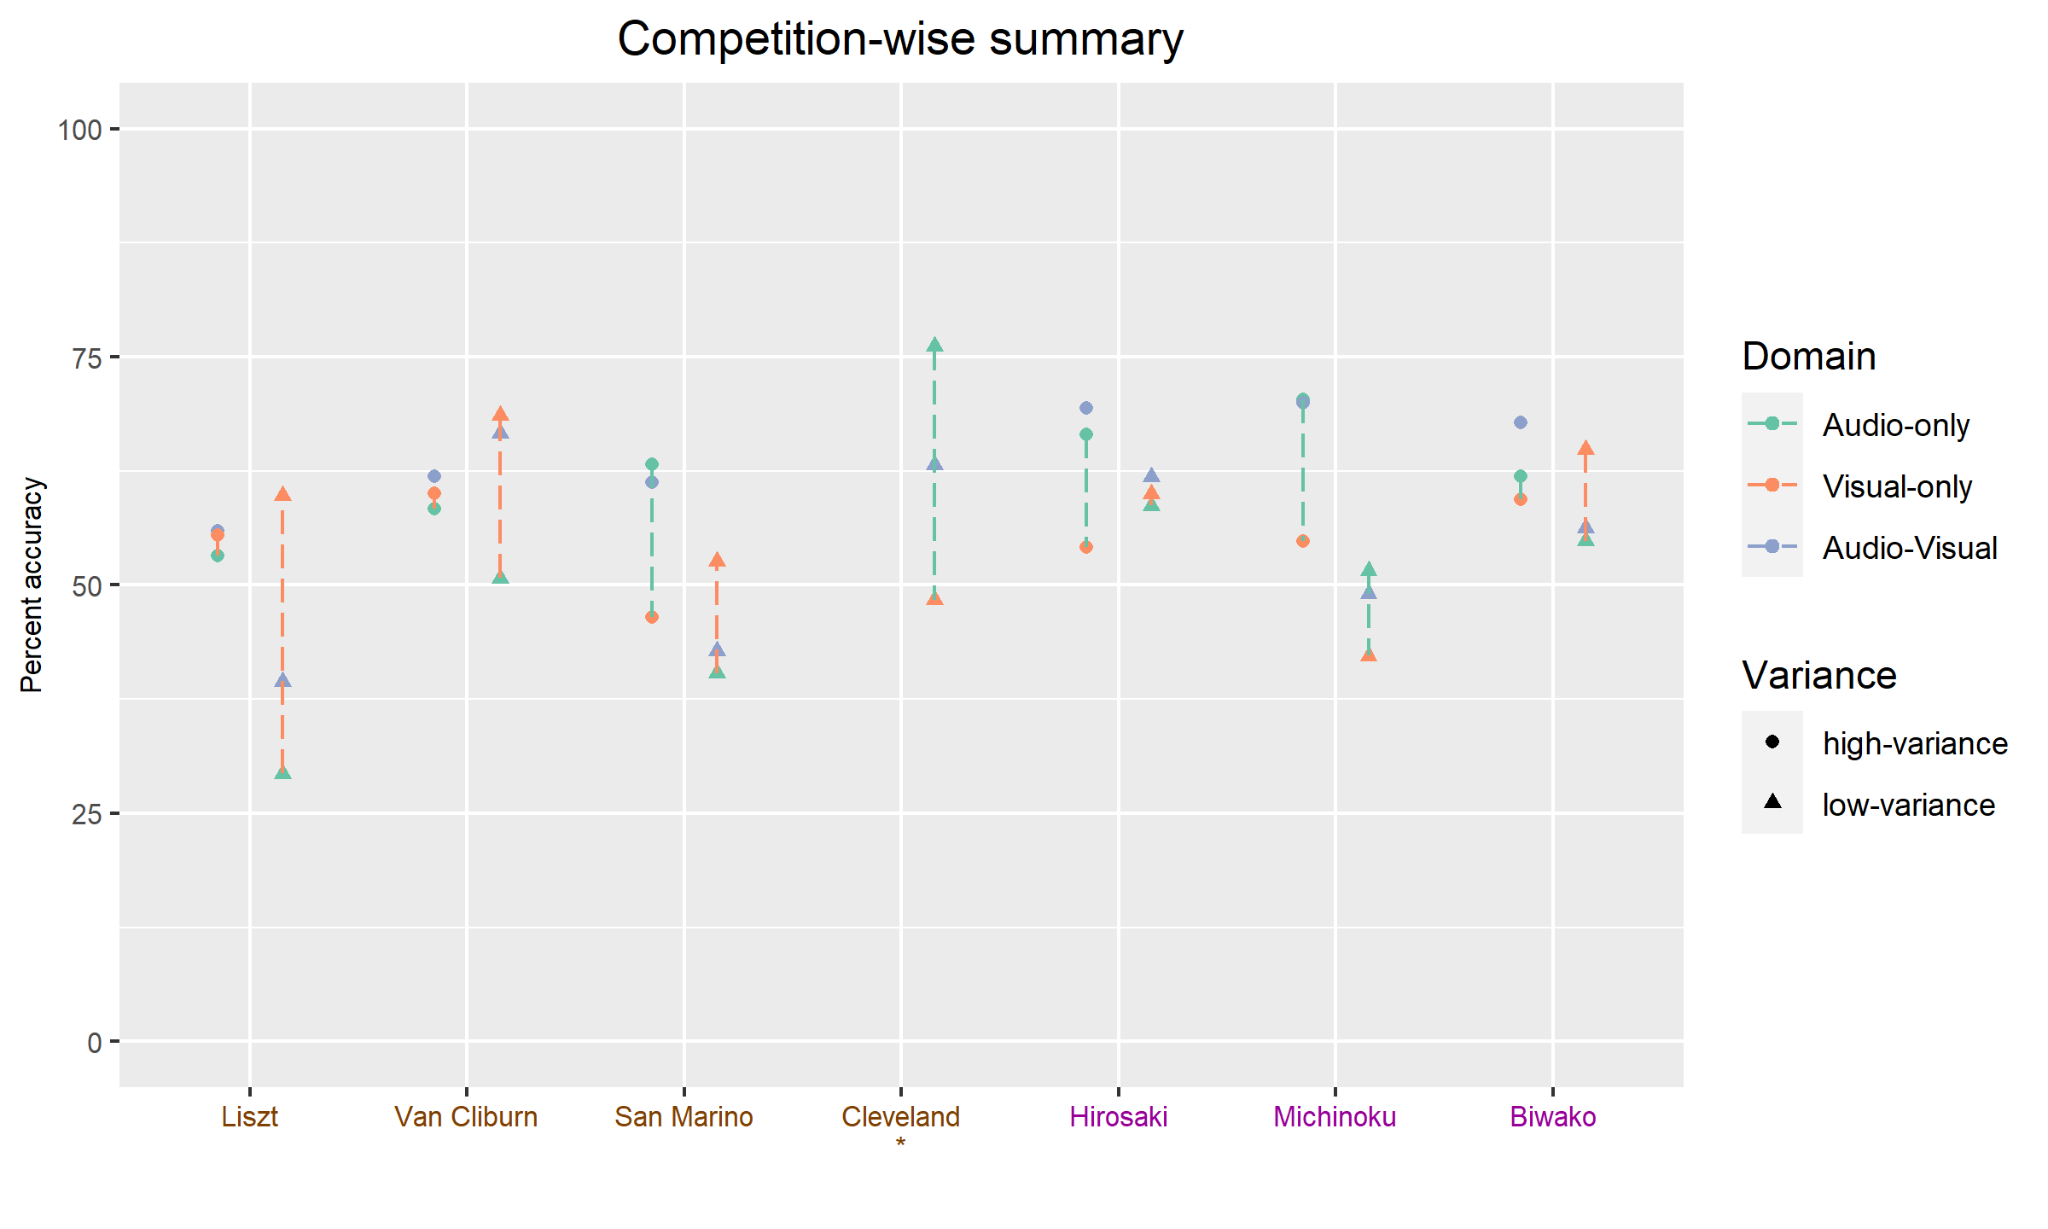 Competition-wise summary
Percent accuracy
100
75
50
25
0
Liszt
Van Cliburn
San Marino
Cleveland
*
Hirosaki
Michinoku
Biwako
Domain
Audio-only
Visual-only
Audio-Visual
Variance
high-variance
low-variance